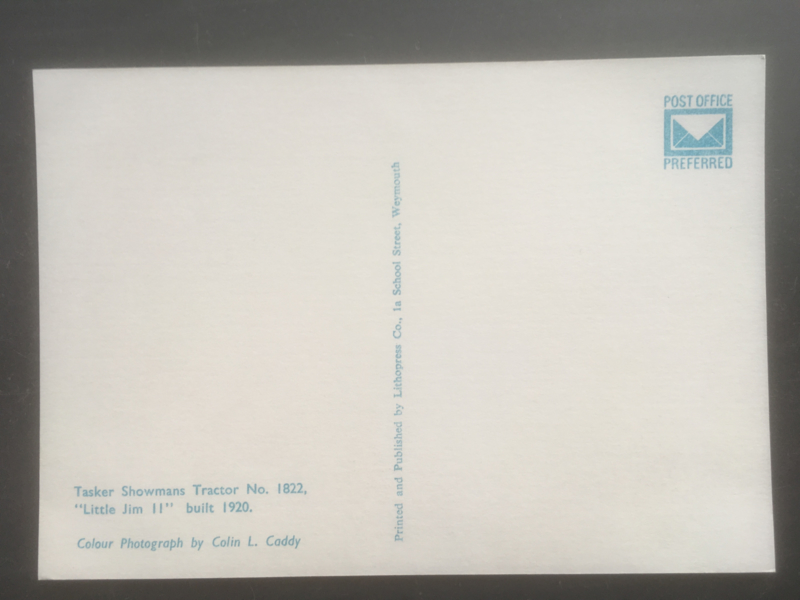 Tasker Showmans Tractor No. 1822,
"Little Jim II" built 1920.
Colour Photograph by Colin L. Caddy
Printed and Published by Lithopress Co., 1a School Street, Weymouth
POST OFFICE
PREFERRED